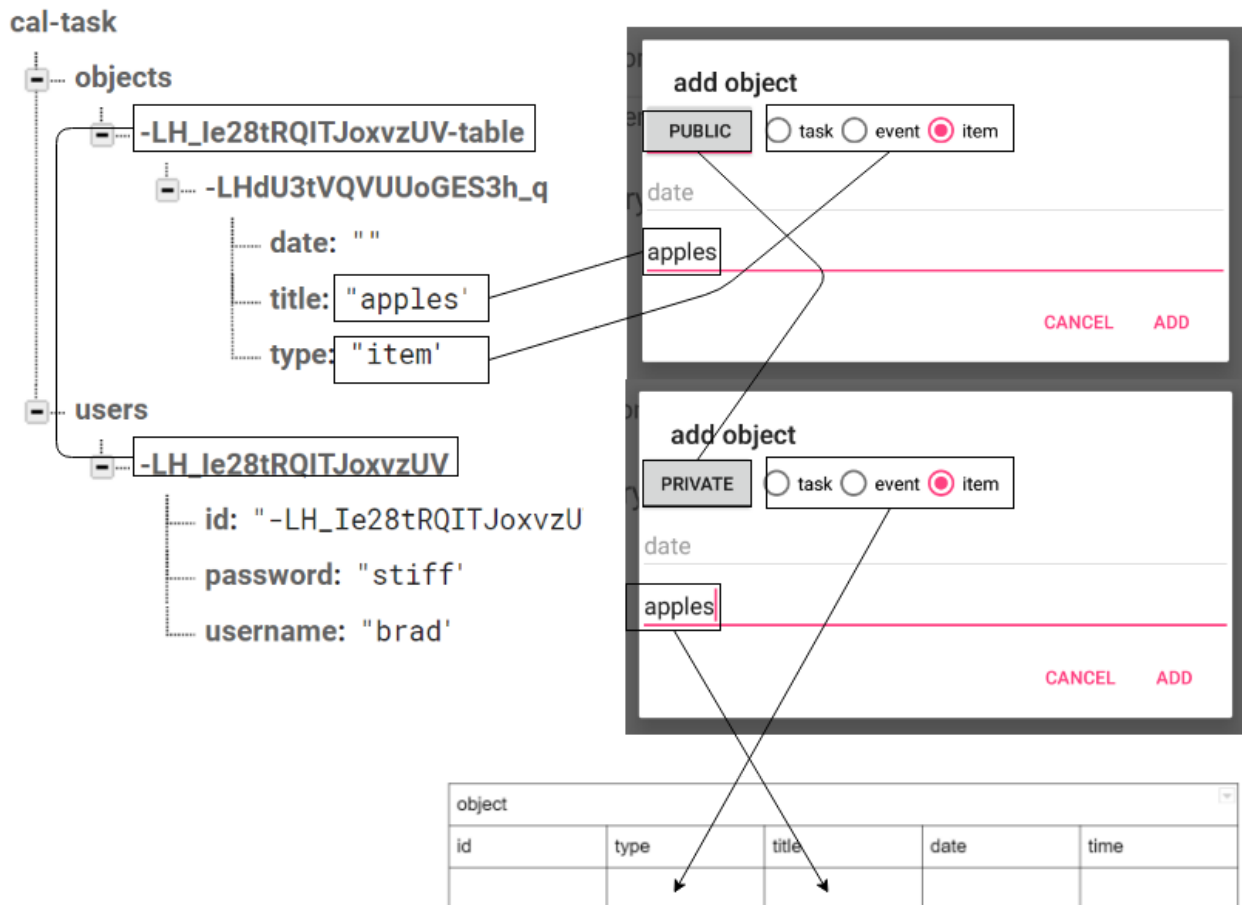 cal-task
objects
-LH_Ie28tRQITJoxvzUV-table
-LHdU3tVQVUUoGES3h_q
date: ""
title: "apples'
type: "item'
users
-LH_Ie28tRQITJoxvzUV
id: "-LH_Ie28tRQITJoxvzU
password: "stiff'
username: "brad'
add object
PUBLIC task event item
date
apples
CANCEL ADD
add object
PRIVATE task event item
date
apples
CANCEL ADD
object
id type title date time